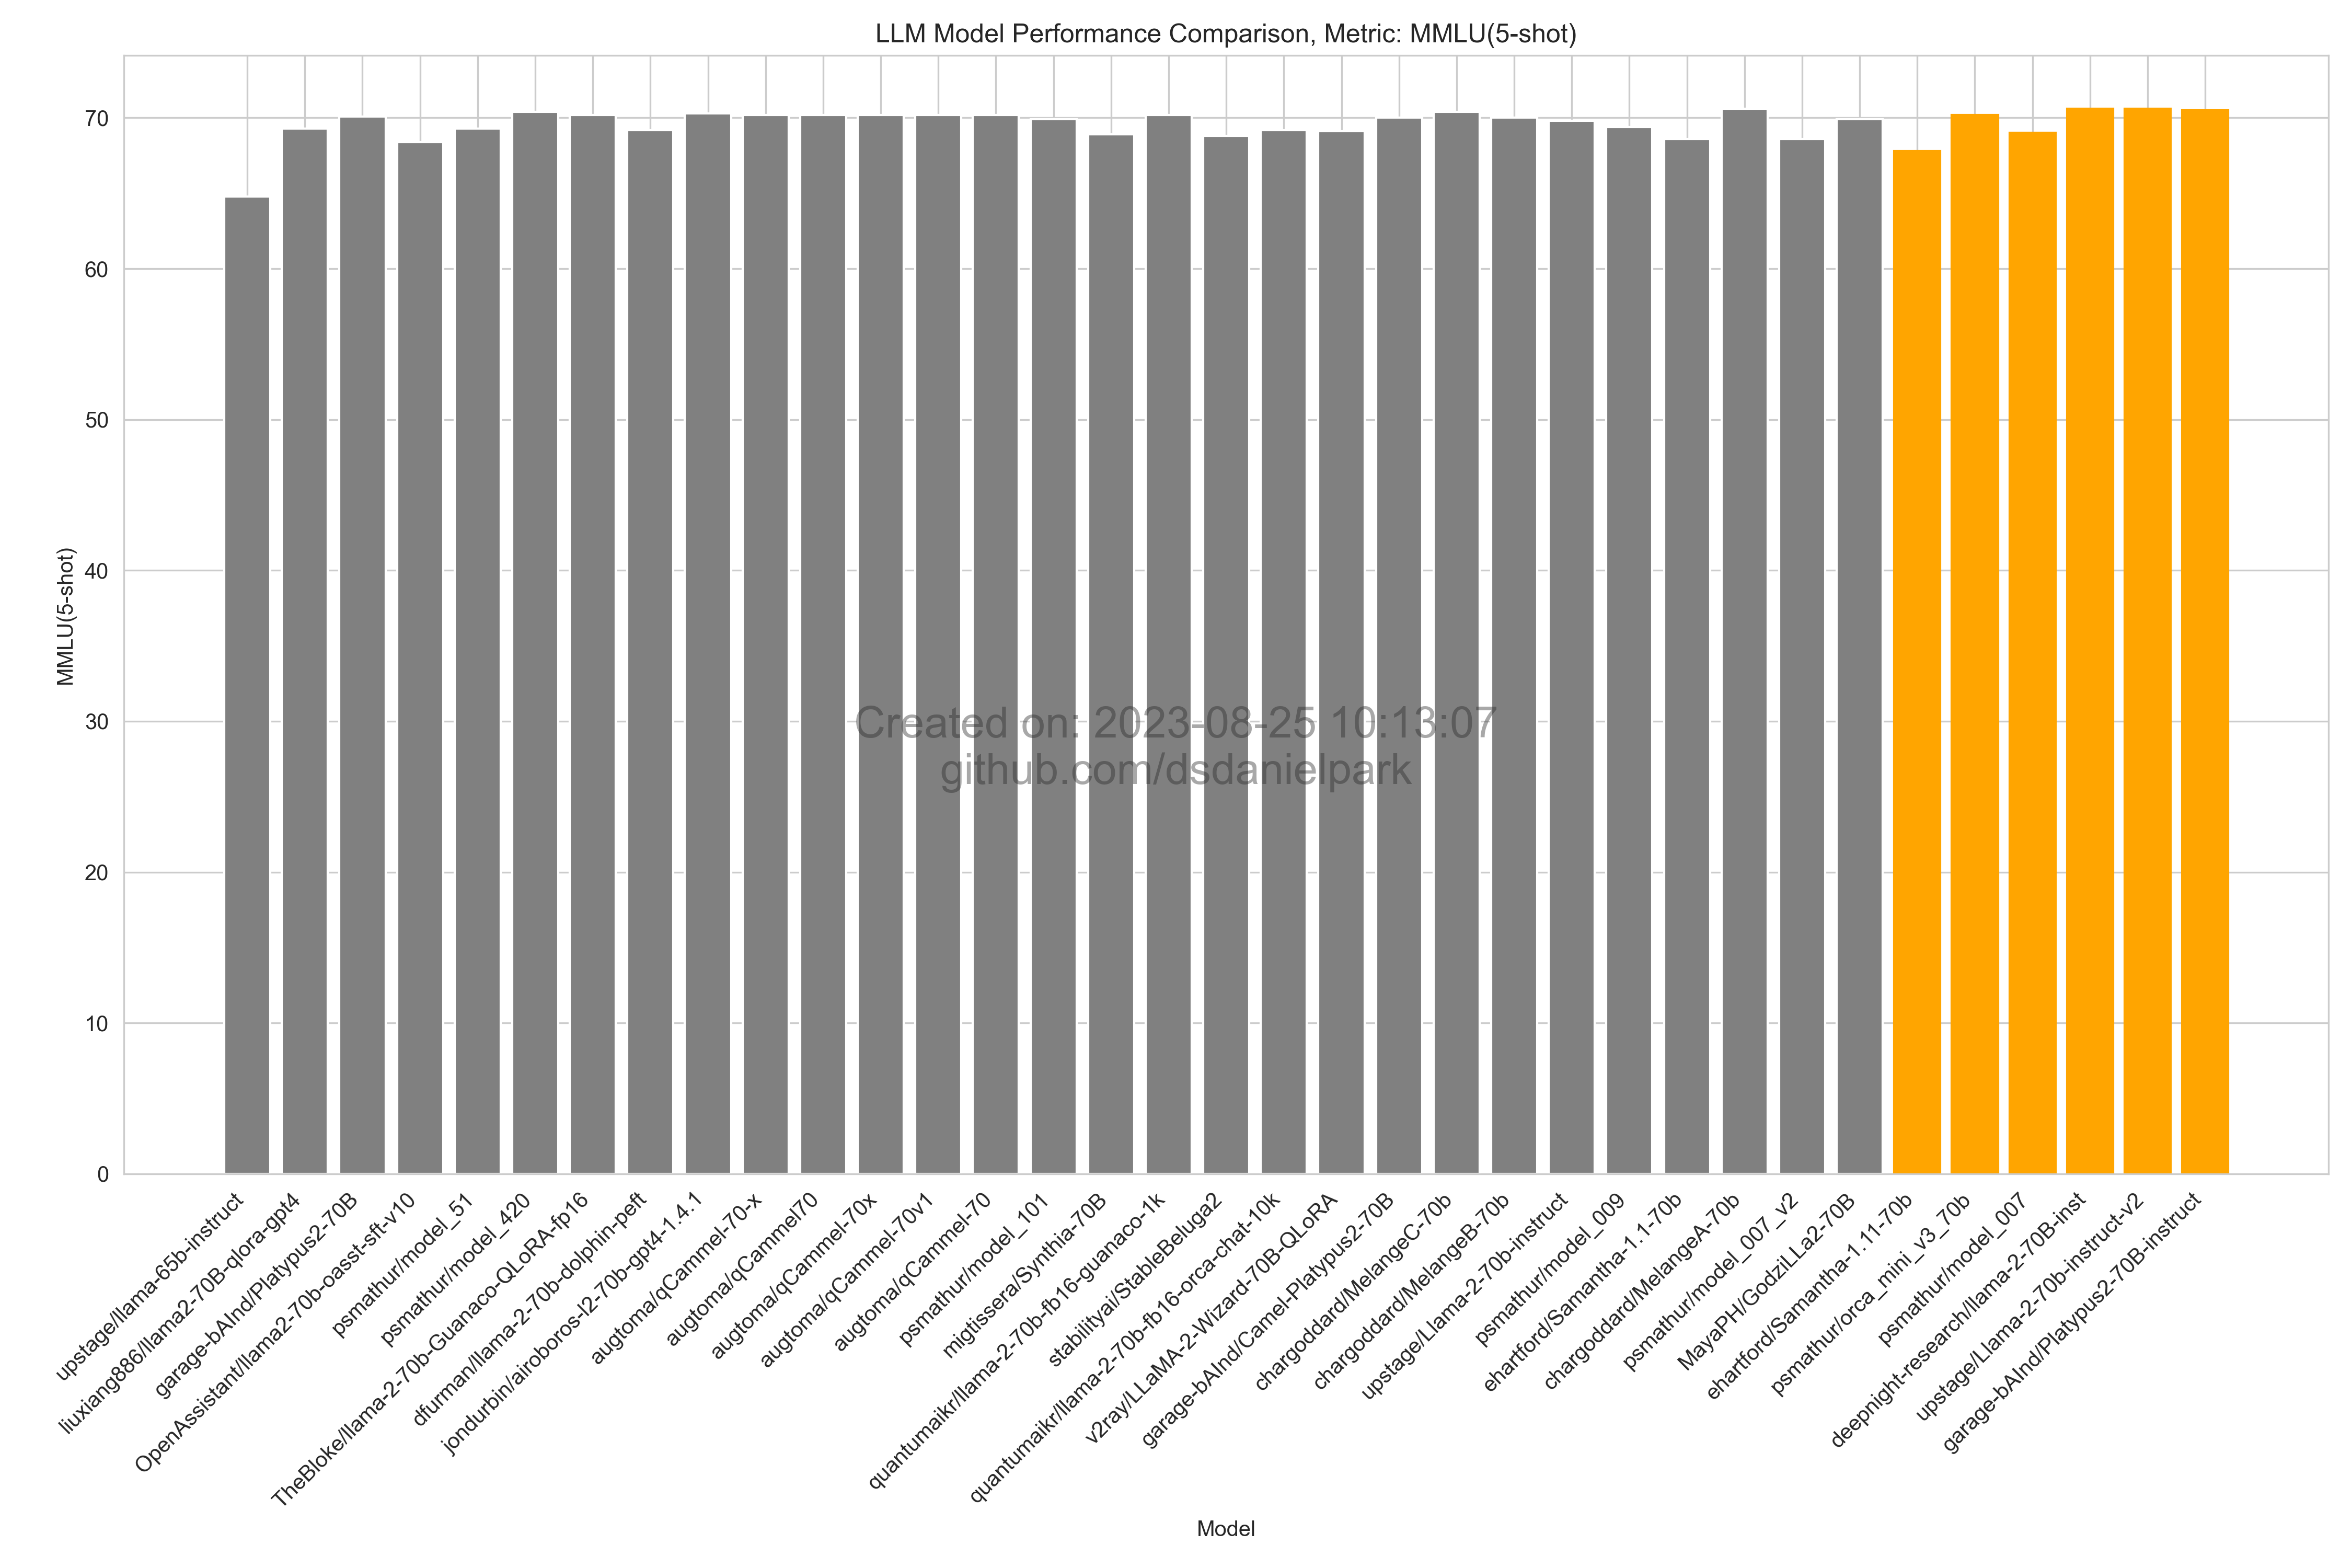 LLM Model Performance Comparison, Metric: MMLU(5-shot)
70
60
50
40
30
20
10
0
MMLU(5-shot)
Created on: 2023-08-25 10:13:07
github.com/dsdanielpark
upstage/llama-65b-instruct
liuxiang886/llama2-70B-qlora-gpt4
garage-bAInd/Platypus2-70B
OpenAssistant/llama2-70b-oasst-sft-v10
psmathur/model_51
psmathur/model_420
TheBloke/llama-2-70b-Guanaco-QLoRA-fp16
dfurman/llama-2-70b-dolphin-peft
jondurbin/airoboros-l2-70b-gpt4-1.4.1
augtoma/qCammel-70-x
augtoma/qCammel70
augtoma/qCammel-70x
augtoma/qCammel-70v1
augtoma/qCammel-70
psmathur/model_101
migtissera/Synthia-70B
quantumaikr/llama-2-70b-fb16-guanaco-1k
stabilityai/StableBeluga2
quantumaikr/llama-2-70b-fb16-orca-chat-10k
v2ray/LLaMA-2-Wizard-70B-QLoRA
garage-bAInd/Camel-Platypus2-70B
chargoddard/MelangeC-70b
chargoddard/MelangeB-70b
upstage/Llama-2-70b-instruct
psmathur/model_009
ehartford/Samantha-1.1-70b
chargoddard/MelangeA-70b
psmathur/model_007_v2
MayaPH/GodziLLa2-70B
ehartford/Samantha-1.11-70b
psmathur/orca_mini_v3_70b
psmathur/model_007
deepnight-research/llama-2-70B-inst
upstage/Llama-2-70b-instruct-v2
garage-bAInd/Platypus2-70B-instruct
Model